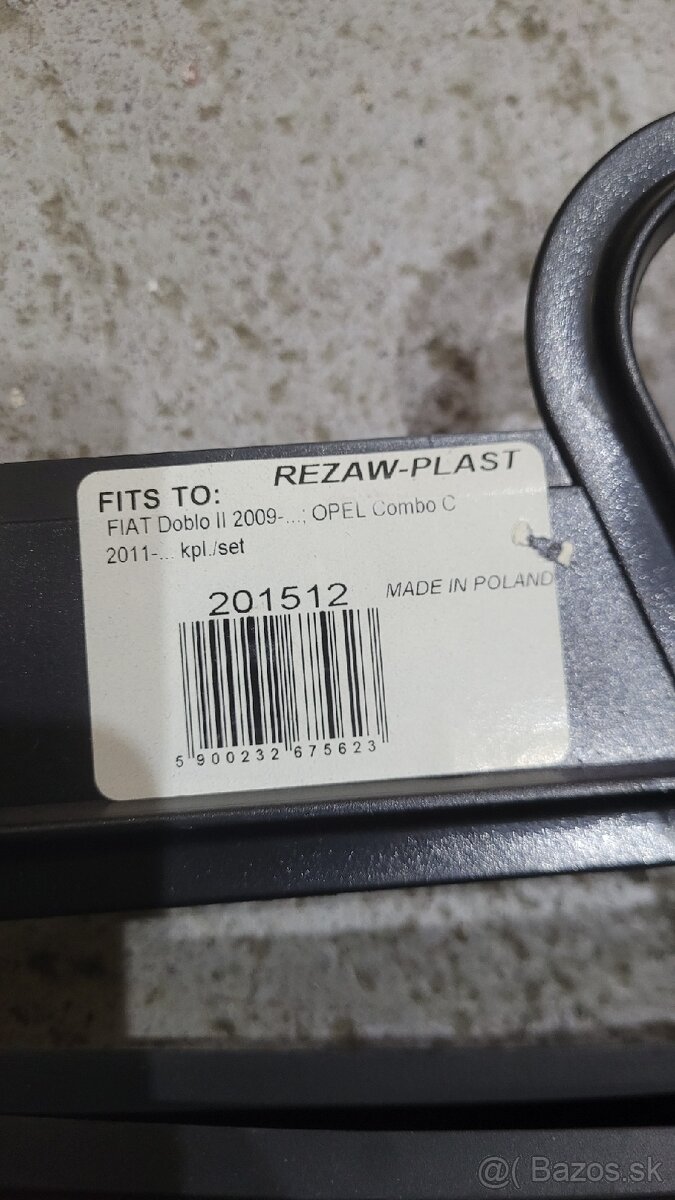 REZAW-PLAST
FITS TO:
FIAT Doblo II 2009-...; OPEL Combo C
2011-... kpl./set
201512
MADE IN POLAND
5 900232 675623
@( Bazos.sk